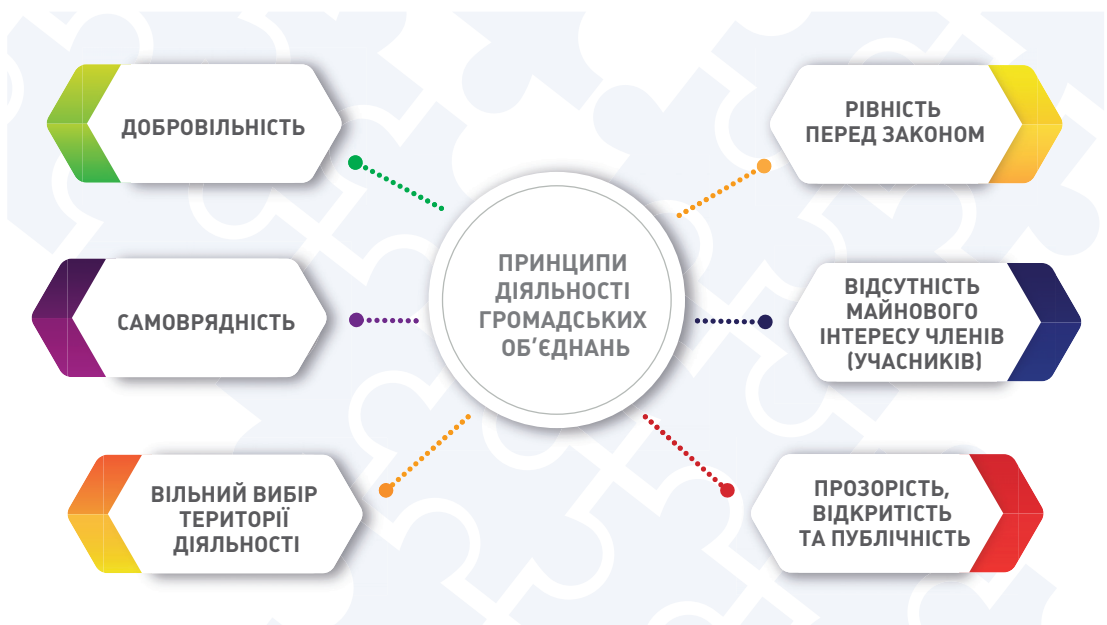 ДОБРОВІЛЬНІСТЬ
РІВНІСТЬ
ПЕРЕД ЗАКОНОМ
ПРИНЦИПИ
ДІЯЛЬНОСТІ
ГРОМАДСЬКИХ
ОБ’ЄДНАНЬ
САМОВРЯДНІСТЬ
ВІДСУТНІСТЬ
МАЙНОВОГО
ІНТЕРЕСУ ЧЛЕНІВ
(УЧАСНИКІВ)
ВІЛЬНИЙ ВИБІР
ТЕРИТОРІЇ
ДІЯЛЬНОСТІ
ПРОЗОРІСТЬ,
ВІДКРИТІСТЬ
ТА ПУБЛІЧНІСТЬ